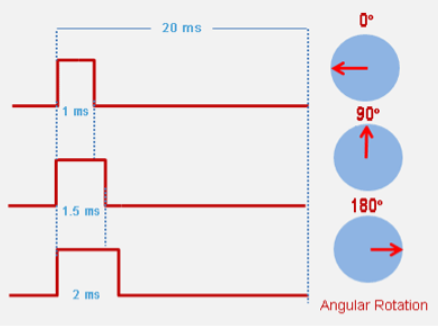 20 ms
0°
1 ms
90°
1.5 ms
180°
2 ms
Angular Rotation